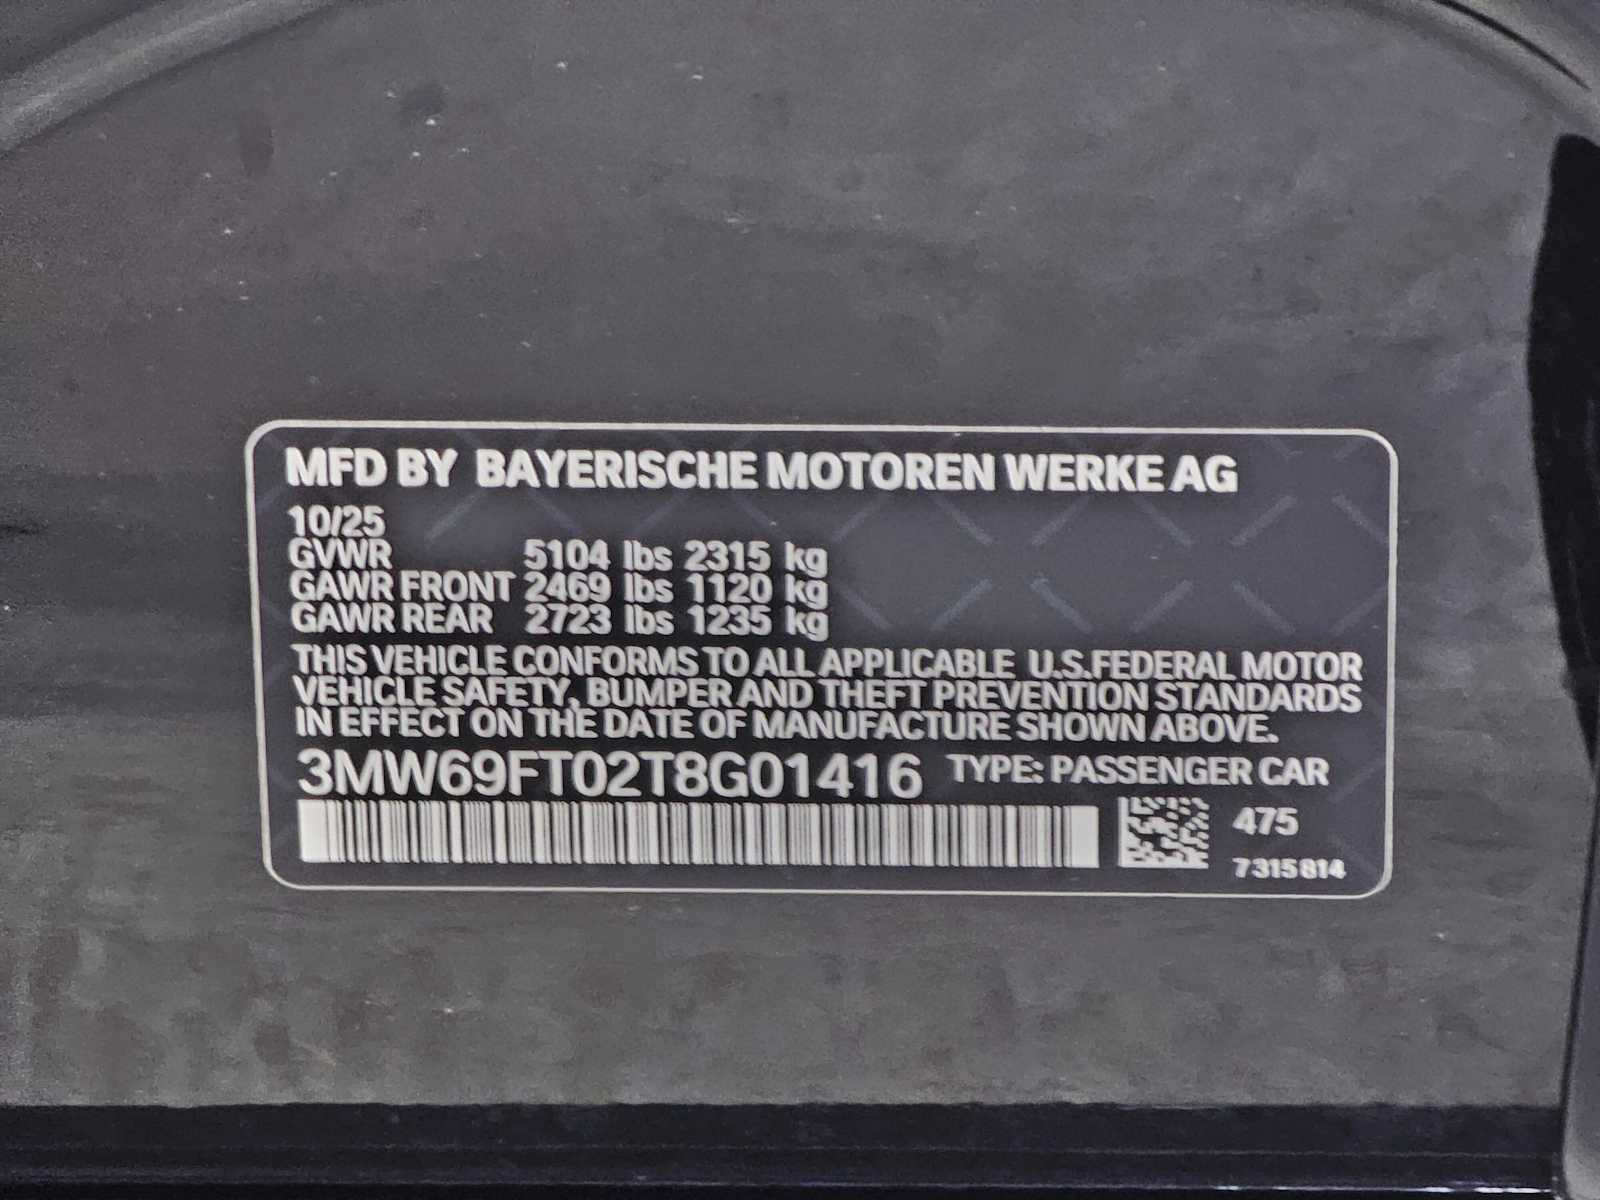 MFD BY BAYERISCHE MOTOREN WERKE AG
10/25
GVWR 5104 lbs 2315 kg
GAWR FRONT 2469 lbs 1120 kg
GAWR REAR 2723 lbs 1235 kg
THIS VEHICLE CONFORMS TO ALL APPLICABLE U.S.FEDERAL MOTOR
VEHICLE SAFETY, BUMPER AND THEFT PREVENTION STANDARDS
IN EFFECT ON THE DATE OF MANUFACTURE SHOWN ABOVE.
3MW69FT02T8G01416 TYPE: PASSENGER CAR
475
7315814